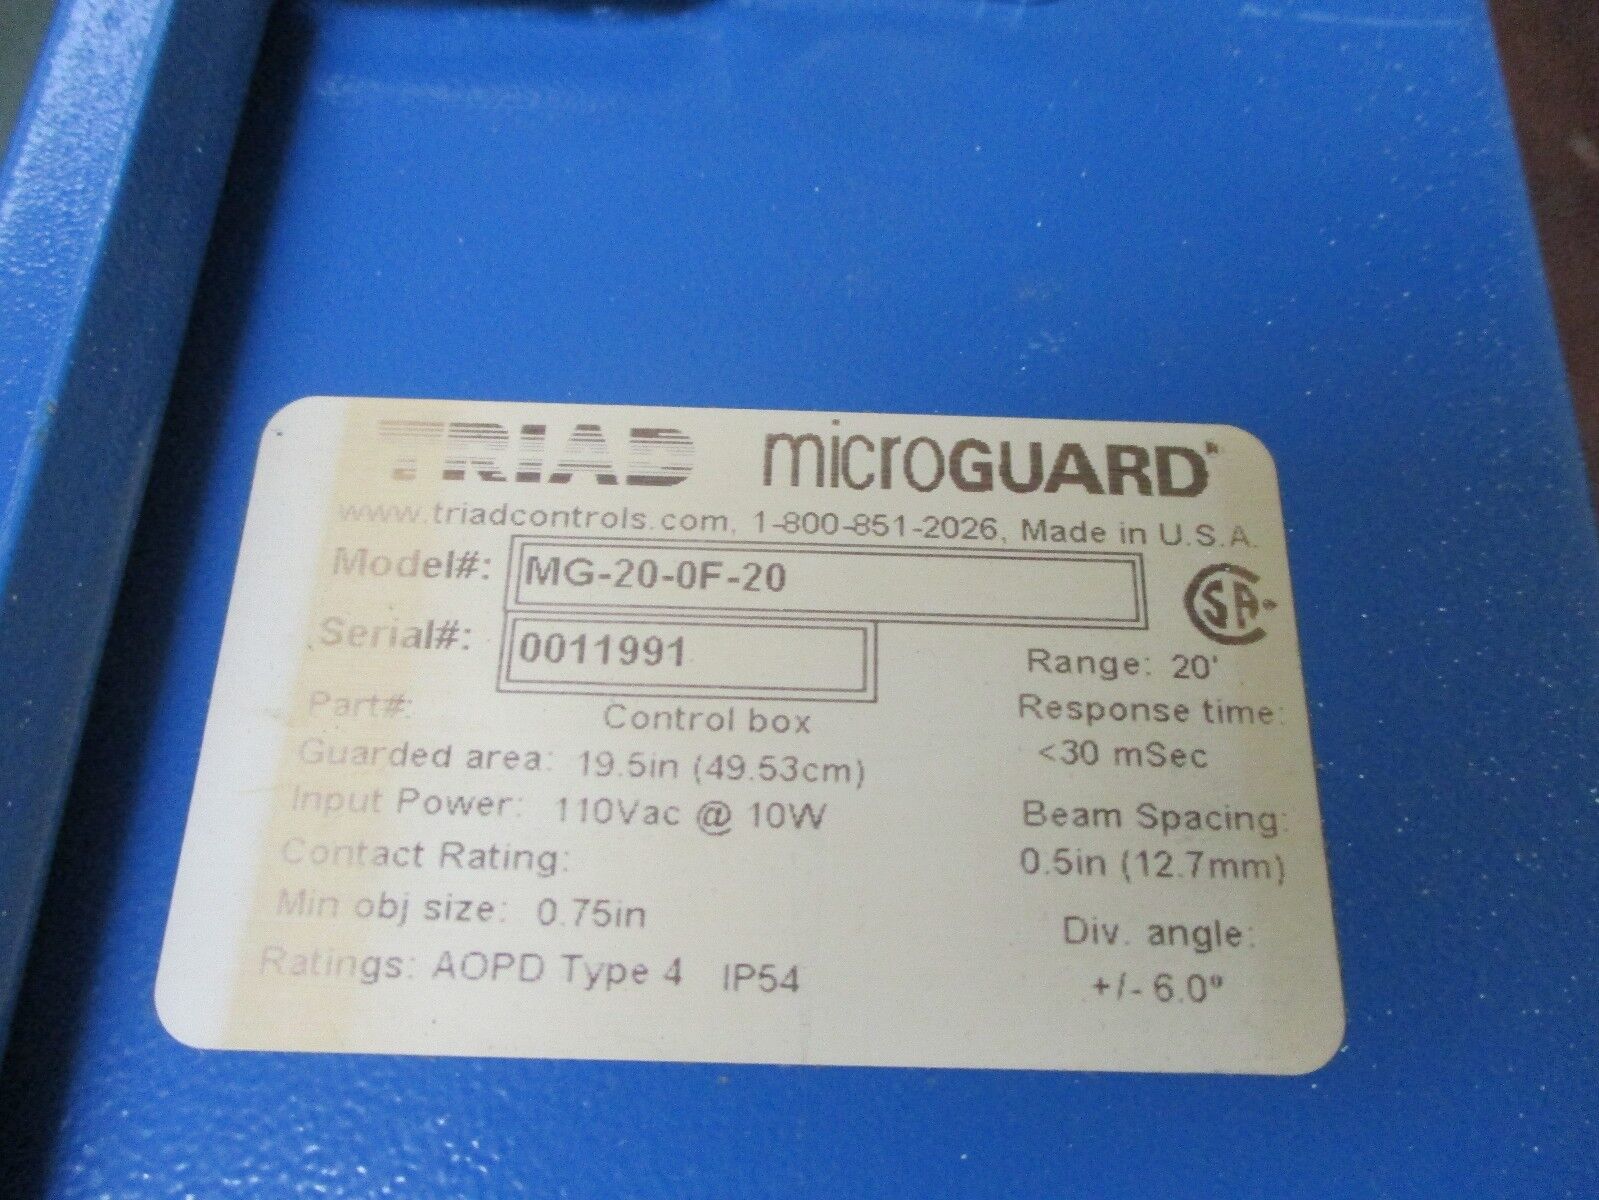 TRIAD microGUARD®
www.triadcontrols.com, 1-800-851-2026, Made in U.S.A.
Model#: MG-20-0F-20
Serial#: 0011991
CSA
Range: 20'
Part#: Control box
Response time:
<30 mSec
Guarded area: 19.5in (49.53cm)
Input Power: 110Vac @ 10W
Beam Spacing:
0.5in (12.7mm)
Contact Rating:
Min obj size: 0.75in
Div. angle:
+/- 6.0°
Ratings: AOPD Type 4 IP54